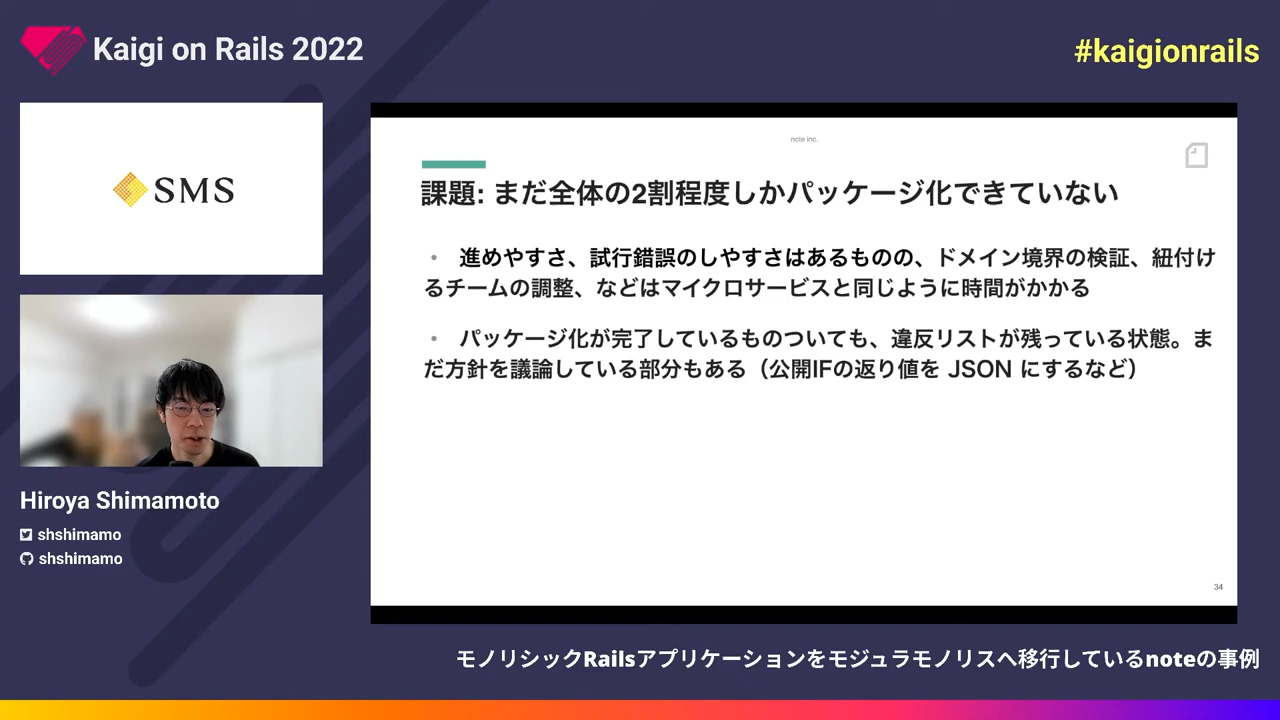 Kaigi on Rails 2022
#kaigionrails
SMS
note inc.
課題: まだ全体の2割程度しかパッケージ化できていない
• 進めやすさ、試行錯誤のしやすさはあるものの、ドメイン境界の検証、紐付け
るチームの調整、などはマイクロサービスと同じように時間がかかる
• パッケージ化が完了しているものついても、違反リストが残っている状態。ま
だ方針を議論している部分もある（公開IFの返り値を JSON にするなど）
34
Hiroya Shimamoto
shshimamo
shshimamo
モノリシックRailsアプリケーションをモジュラモノリスへ移行しているnoteの事例